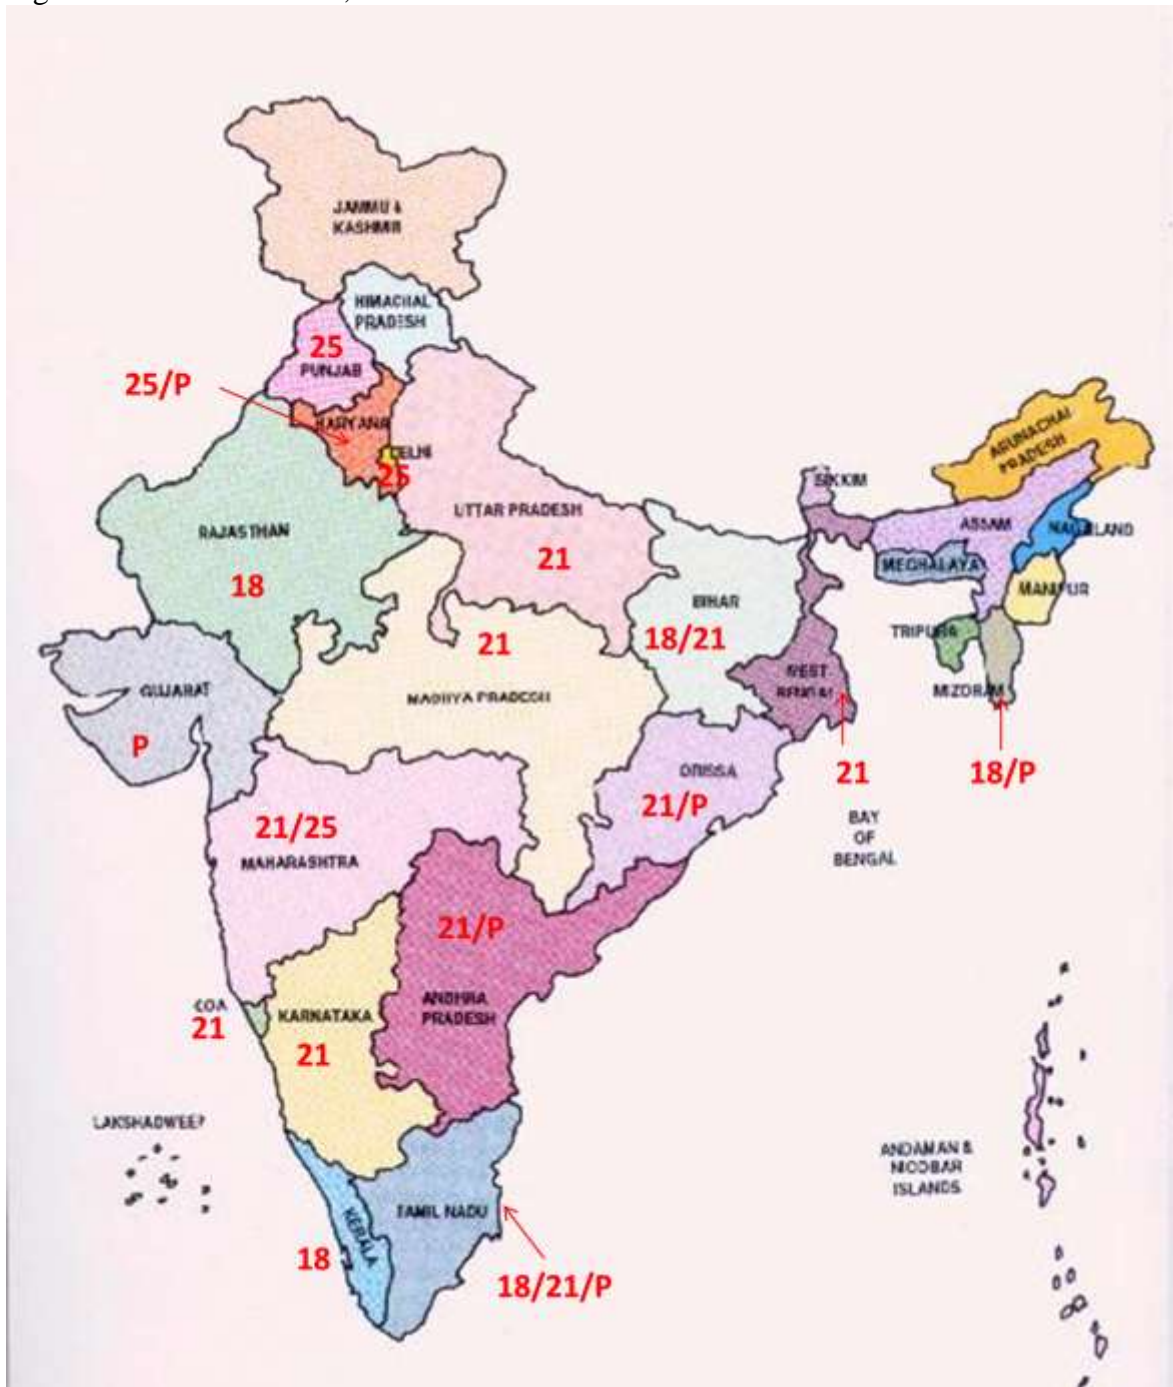 JAMMU &
KASHMIR
HIMACHAL
PRADESH
25
PUNJAB
25/P
HARYANA
DELHI
25
ARUNACHAL
PRADESH
SIKKIM
UTTAR PRADESH
ASSAM
NAGALAND
RAJASTHAN
21
MEGHALAYA
18
MANIPUR
BIHAR
TRIPURA
21
18/21
WEST
BENGAL
GUJARAT
MADHYA PRADESH
MIZORAM
P
ORISSA
21
18/P
21/P
21/25
MAHARASHTRA
BAY
OF
BENGAL
21/P
GOA
21
KARNATAKA
21
ANDHRA
PRADESH
LAKSHADWEEP
ANDAMAN &
NICOBAR
ISLANDS
TAMIL NADU
KERALA
18
18/21/P